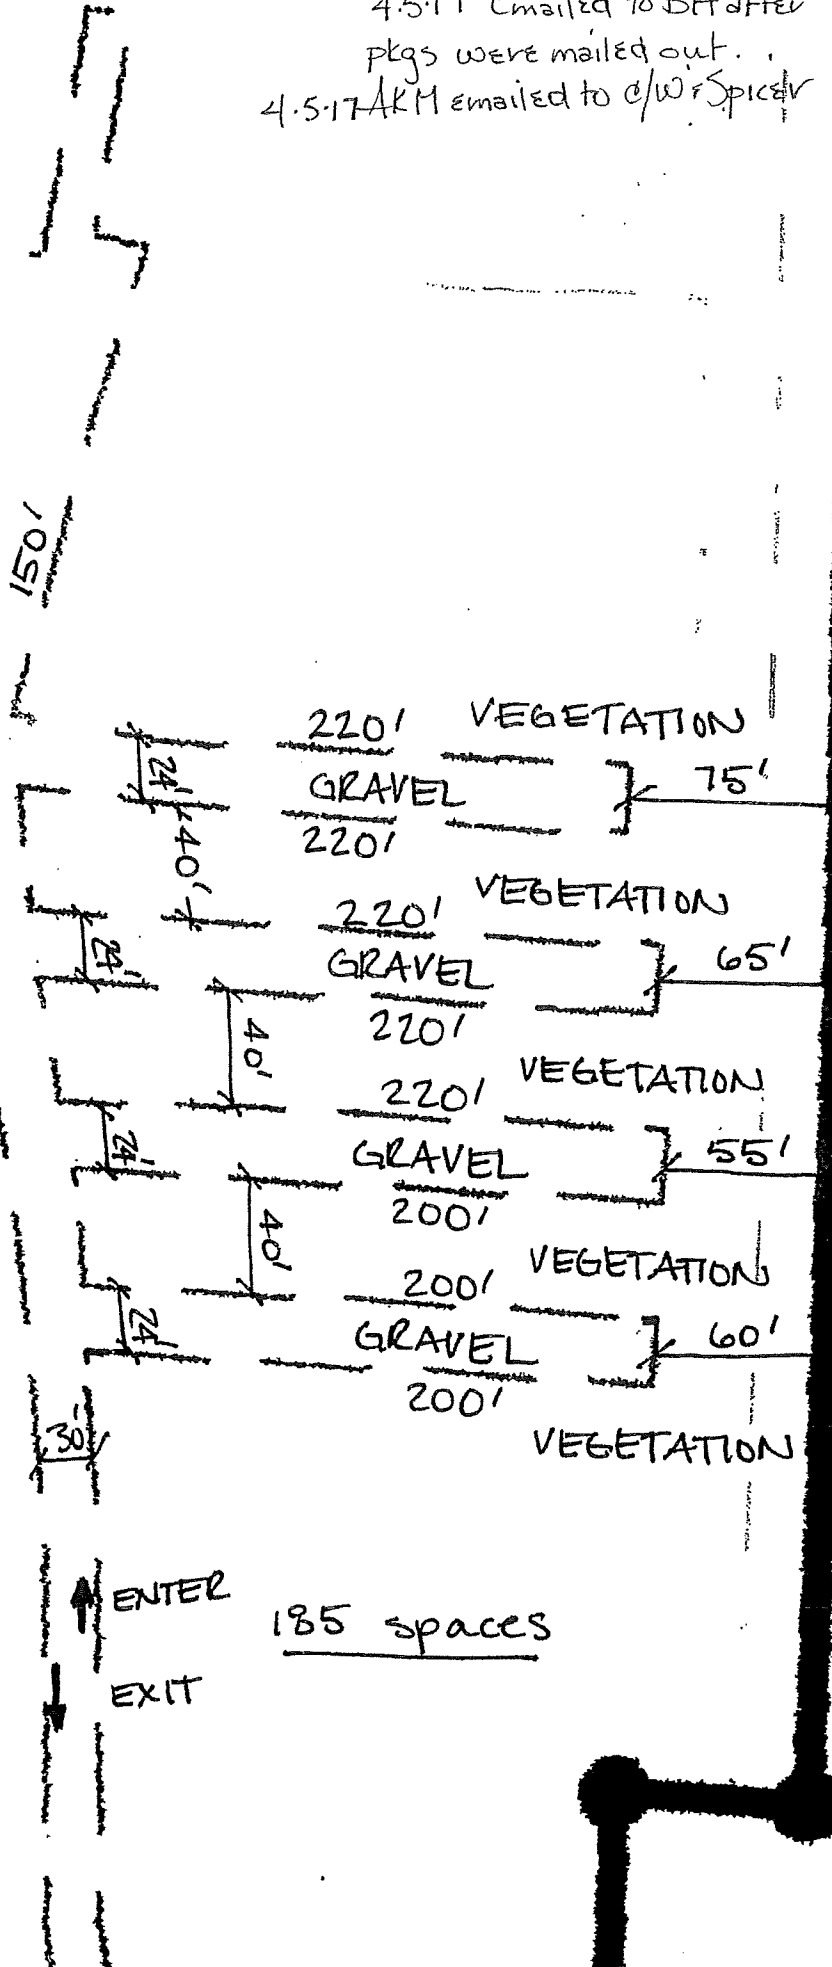 4.5.17 Emailed to BH after
pkgs were mailed out.
4.5.17 AKM emailed to c/w & Spicer
150'
220' VEGETATION
24' GRAVEL 75'
220'
40'
VEGETATION
220'
GRAVEL 65'
220'
40'
VEGETATION
220'
24' GRAVEL 55'
200'
40'
VEGETATION
200'
24' GRAVEL 60'
200'
30'
VEGETATION
ENTER
185 spaces
EXIT